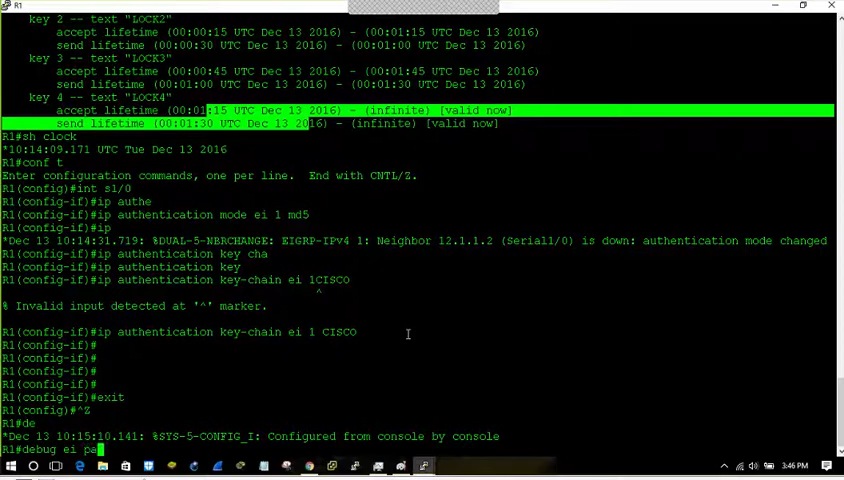 R1
key 2 -- text "LOCK2"
accept lifetime (00:00:15 UTC Dec 13 2016) - (00:01:15 UTC Dec 13 2016)
send lifetime (00:00:30 UTC Dec 13 2016) - (00:01:00 UTC Dec 13 2016)
key 3 -- text "LOCK3"
accept lifetime (00:00:45 UTC Dec 13 2016) - (00:01:45 UTC Dec 13 2016)
send lifetime (00:01:00 UTC Dec 13 2016) - (00:01:30 UTC Dec 13 2016)
key 4 -- text "LOCK4"
accept lifetime (00:01:15 UTC Dec 13 2016) - (infinite) [valid now]
send lifetime (00:01:30 UTC Dec 13 2016) - (infinite) [valid now]
R1#sh clock
*10:14:09.171 UTC Tue Dec 13 2016
R1#conf t
Enter configuration commands, one per line.  End with CNTL/Z.
R1(config)#int s1/0
R1(config-if)#ip authe
R1(config-if)#ip authentication mode ei 1 md5
R1(config-if)#ip
*Dec 13 10:14:31.719: %DUAL-5-NBRCHANGE: EIGRP-IPv4 1: Neighbor 12.1.1.2 (Serial1/0) is down: authentication mode changed
R1(config-if)#ip authentication key cha
R1(config-if)#ip authentication key
R1(config-if)#ip authentication key-chain ei 1CISCO
^
% Invalid input detected at '^' marker.
R1(config-if)#ip authentication key-chain ei 1 CISCO
R1(config-if)#
R1(config-if)#
R1(config-if)#
R1(config-if)#
R1(config-if)#exit
R1(config)#^Z
R1#de
*Dec 13 10:15:10.141: %SYS-5-CONFIG_I: Configured from console by console
R1#debug ei pa
3:46 PM